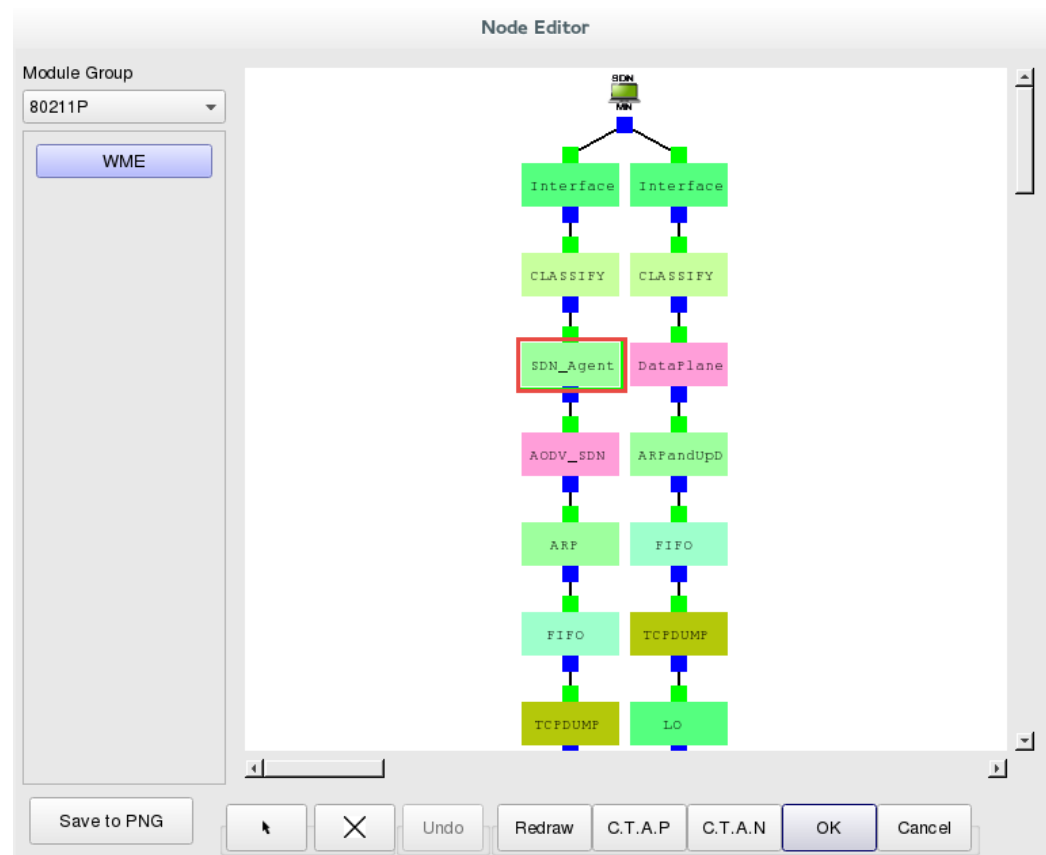 Node Editor
Module Group
80211P
WME
SDN
MN
Interface Interface
CLASSIFY CLASSIFY
SDN_Agent DataPlane
AODV_SDN ARPandUpD
ARP FIFO
FIFO TCPDUMP
TCPDUMP LO
Save to PNG
Undo Redraw C.T.A.P C.T.A.N OK Cancel